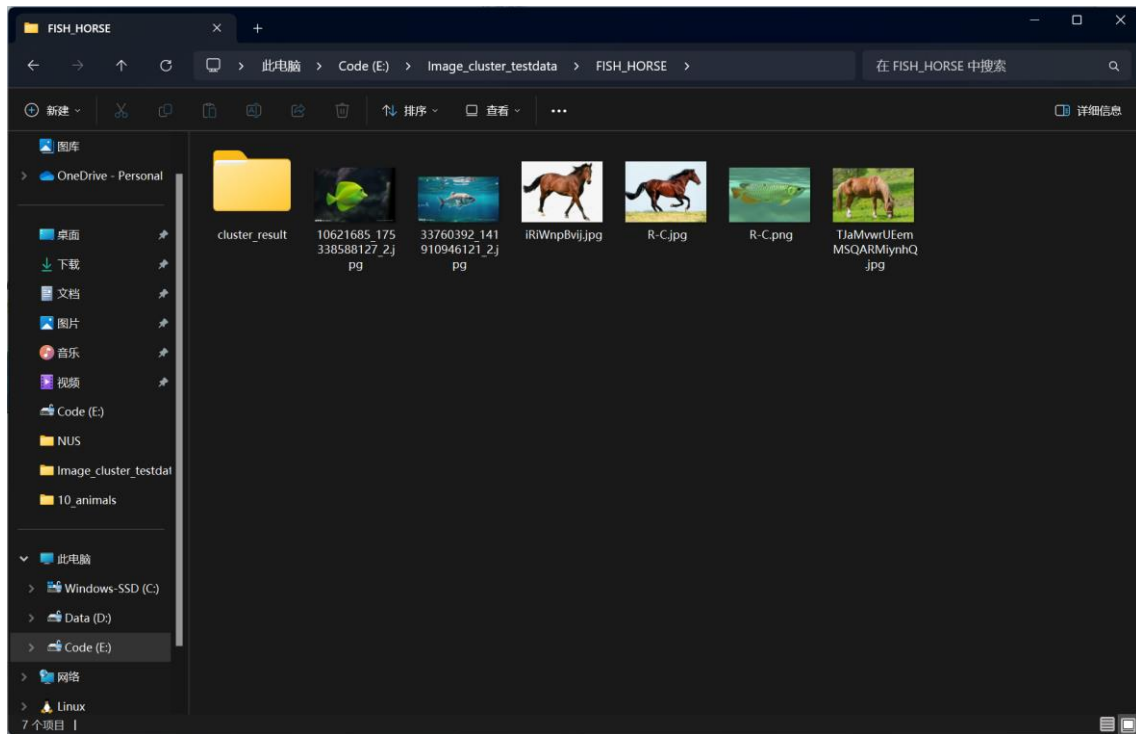 FISH_HORSE
此电脑 > Code (E:) > Image_cluster_testdata > FISH_HORSE >
在 FISH_HORSE 中搜索
新建
排序
查看
详细信息
图库
OneDrive - Personal
桌面
下载
文档
图片
音乐
视频
Code (E:)
NUS
Image_cluster_testdat
10_animals
此电脑
Windows-SSD (C:)
Data (D:)
Code (E:)
网络
Linux
cluster_result
10621685_175
338588127_2.j
pg
33760392_141
910946121_2.j
pg
iRiWnpBvij.jpg
R-C.jpg
R-C.png
TJaMvwrUEem
MSQARMiynhQ
.jpg
7 个项目